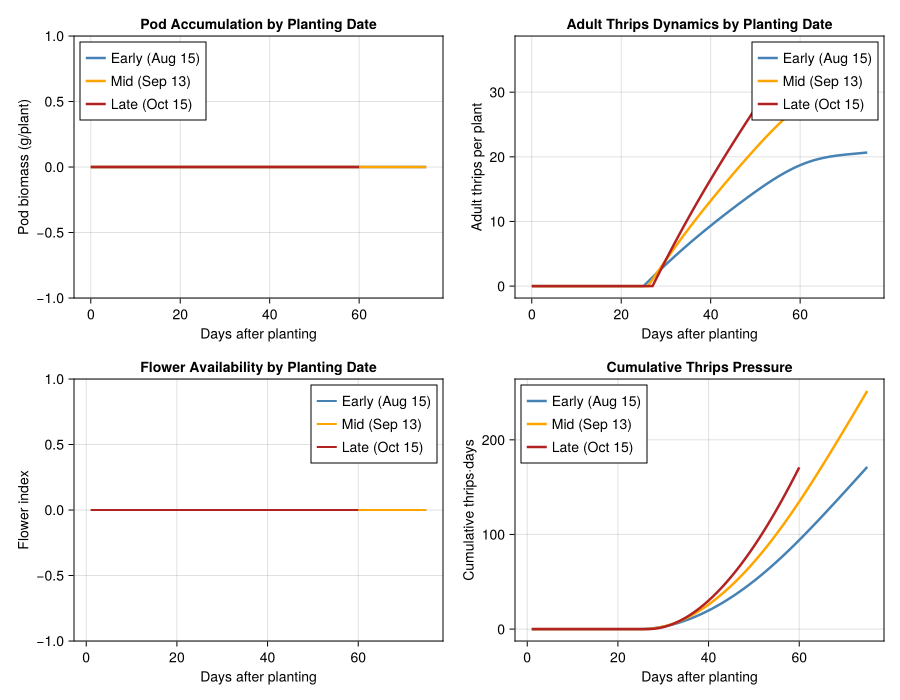 Pod Accumulation by Planting Date
1.0
0.5
0.0
−0.5
−1.0
Pod biomass (g/plant)
Early (Aug 15)
Mid (Sep 13)
Late (Oct 15)
0 20 40 60
Days after planting
Adult Thrips Dynamics by Planting Date
30
20
10
0
Adult thrips per plant
Early (Aug 15)
Mid (Sep 13)
Late (Oct 15)
0 20 40 60
Days after planting
Flower Availability by Planting Date
1.0
0.5
0.0
−0.5
−1.0
Flower index
Early (Aug 15)
Mid (Sep 13)
Late (Oct 15)
0 20 40 60
Days after planting
Cumulative Thrips Pressure
200
100
0
Cumulative thrips·days
Early (Aug 15)
Mid (Sep 13)
Late (Oct 15)
0 20 40 60
Days after planting